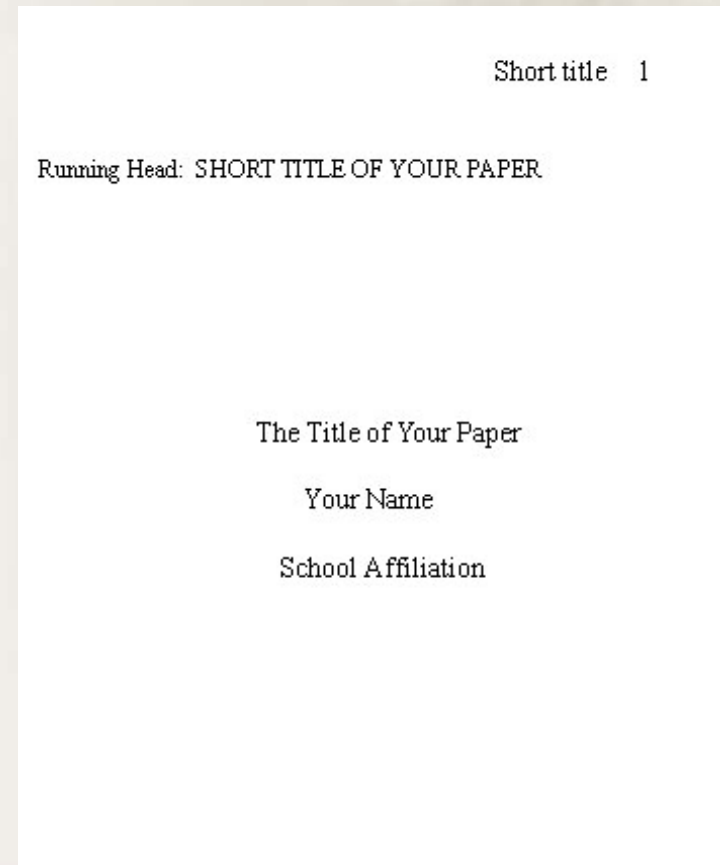 Short title 1
Running Head: SHORT TITLE OF YOUR PAPER
The Title of Your Paper
Your Name
School Affiliation